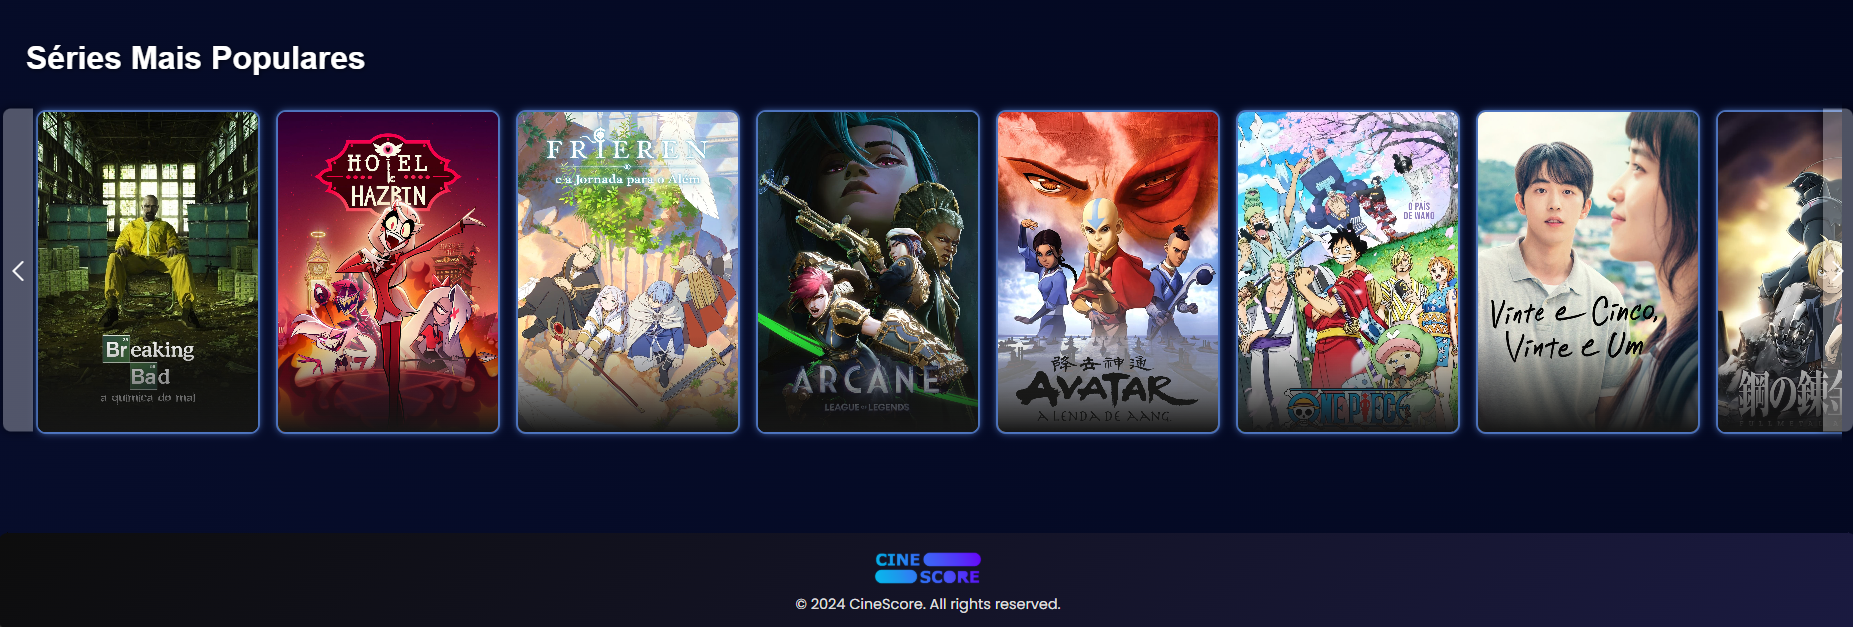 Séries Mais Populares
Breaking
Bad
a química do mal
HOTEL
HAZBIN
FRIEREN
e a Jornada para o Além
ARCANE
LEAGUE OF LEGENDS
降世神通
AVATAR
A LENDA DE AANG
O PAÍS
DE WANO
ONE PIECE
Vinte e Cinco,
Vinte e Um
鋼の錬
CINE
SCORE
© 2024 CineScore. All rights reserved.